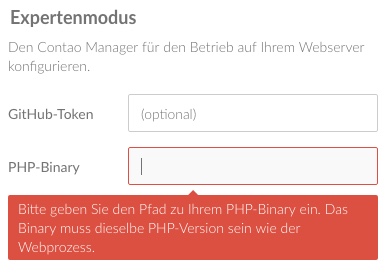 Expertenmodus
Den Contao Manager für den Betrieb auf Ihrem Webserver
konfigurieren.
GitHub-Token (optional)
PHP-Binary
Bitte geben Sie den Pfad zu Ihrem PHP-Binary ein. Das
Binary muss dieselbe PHP-Version sein wie der
Webprozess.